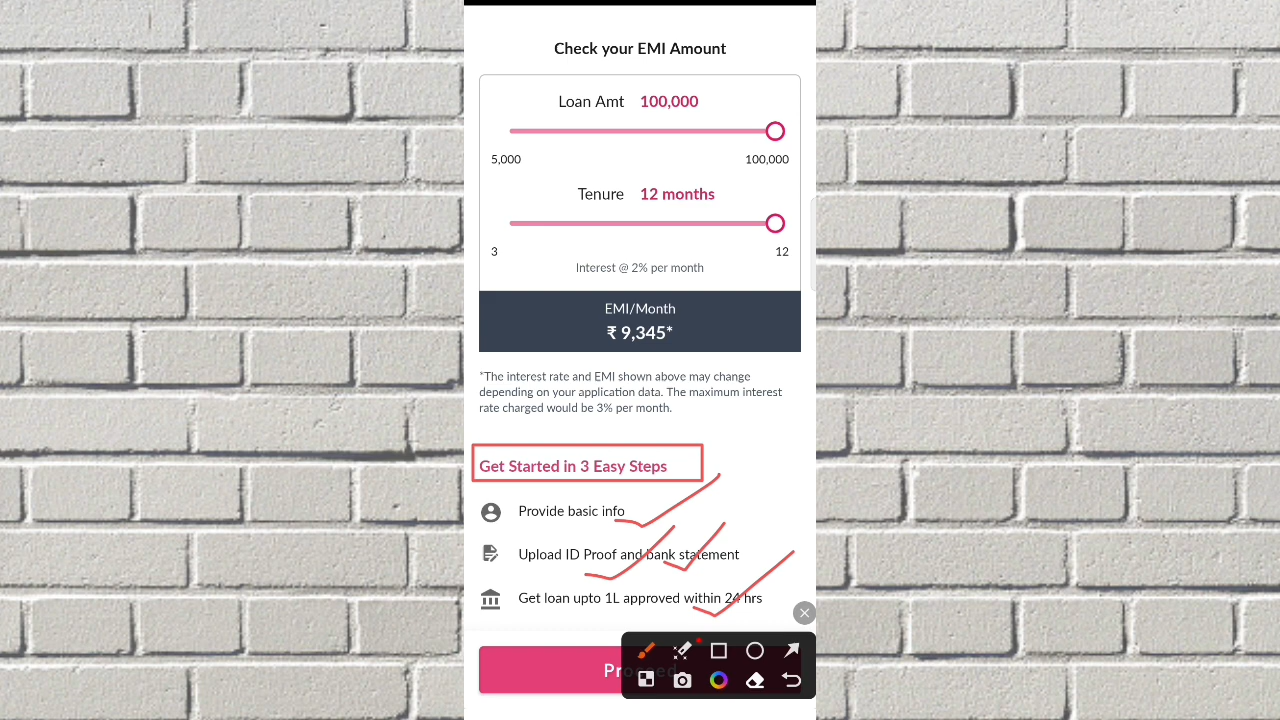 Check your EMI Amount
Loan Amt 100,000
5,000 100,000
Tenure 12 months
3 12
Interest @ 2% per month
EMI/Month
₹ 9,345*
*The interest rate and EMI shown above may change
depending on your application data. The maximum interest
rate charged would be 3% per month.
Get Started in 3 Easy Steps
Provide basic info
Upload ID Proof and bank statement
Get loan upto 1L approved within 24 hrs
Proceed